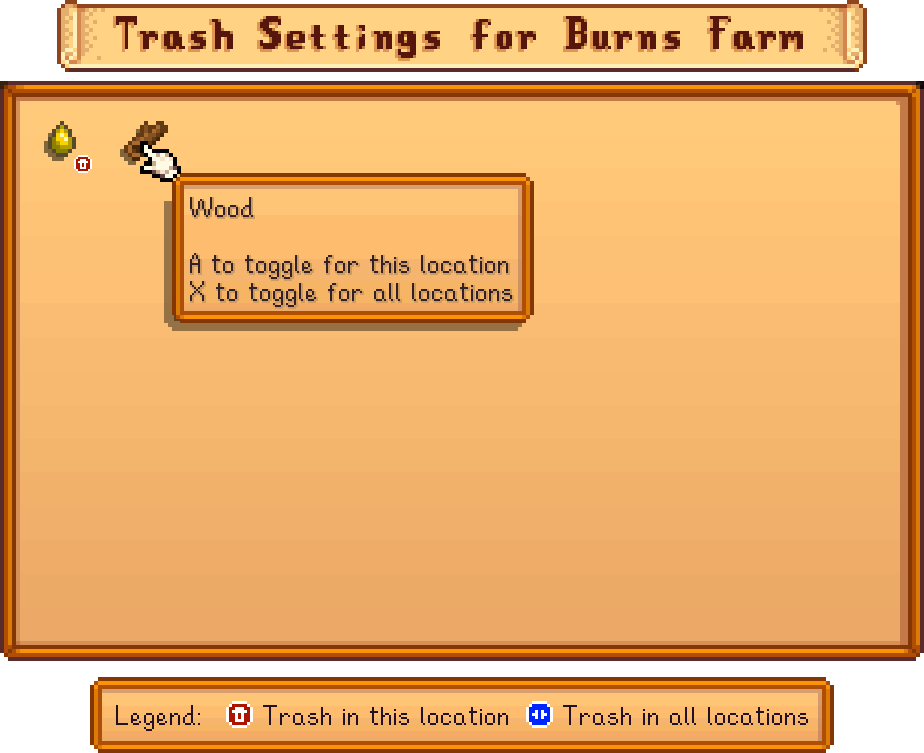 Trash Settings for Burns Farm
Wood
A to toggle for this location
X to toggle for all locations
Legend: Trash in this location Trash in all locations